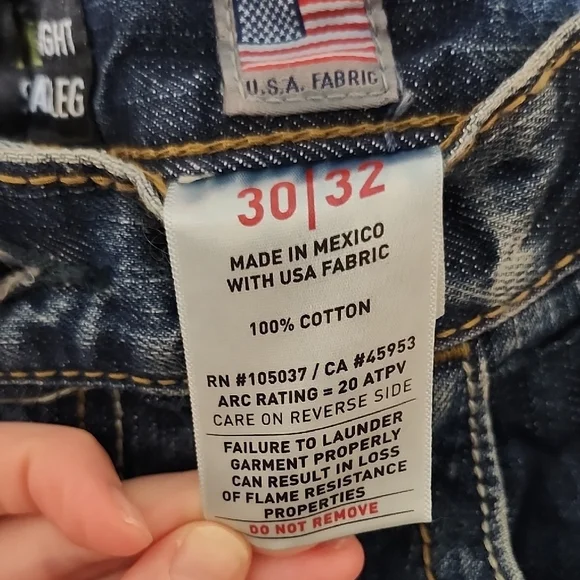 U.S.A. FABRIC
30|32
MADE IN MEXICO
WITH USA FABRIC
100% COTTON
RN #105037 / CA #45953
ARC RATING = 20 ATPV
CARE ON REVERSE SIDE
FAILURE TO LAUNDER
GARMENT PROPERLY
CAN RESULT IN LOSS
OF FLAME RESISTANCE
PROPERTIES
DO NOT REMOVE